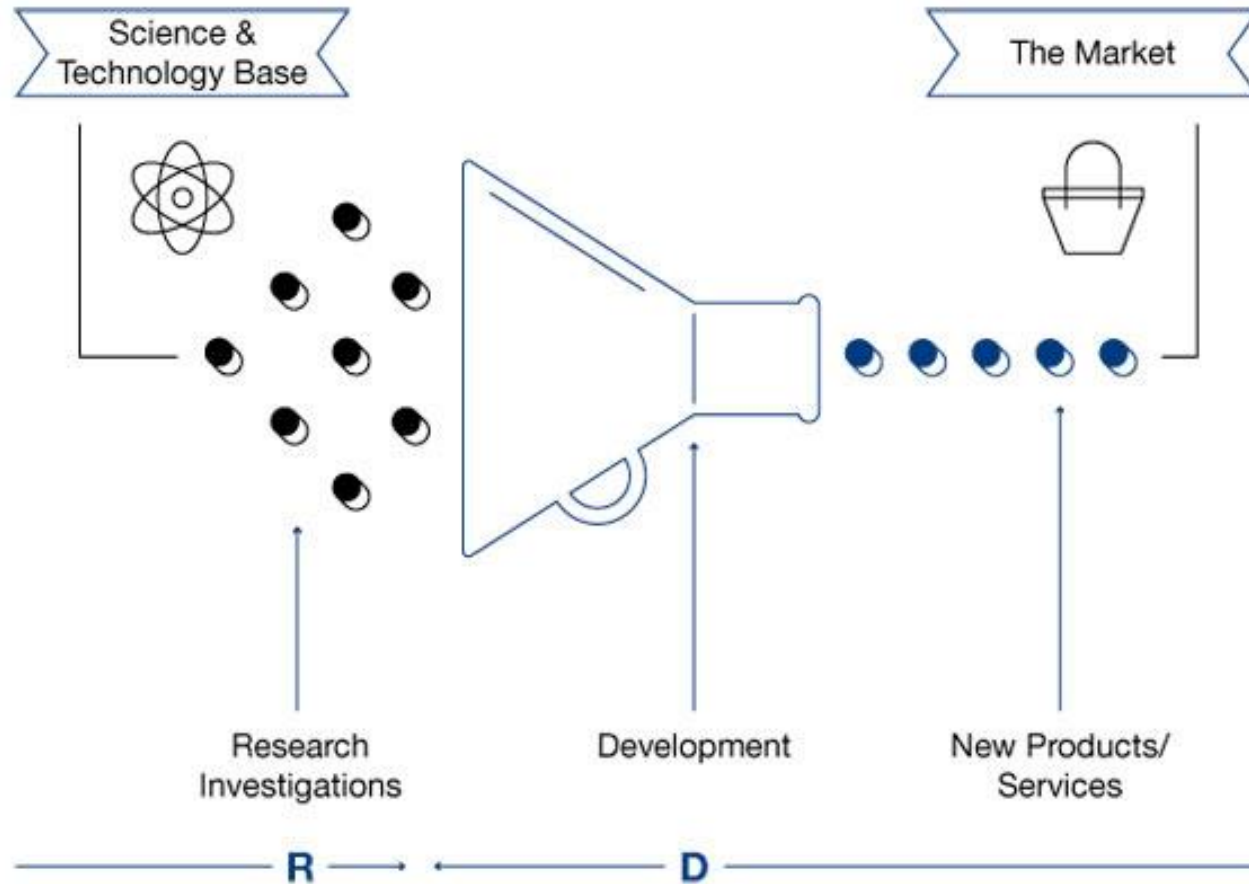 Science &
Technology Base
The Market
Research
Investigations
Development
New Products/
Services
R
D